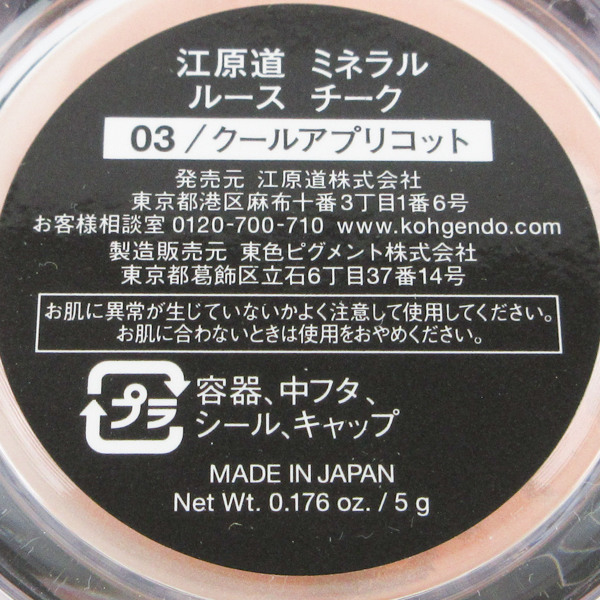 江原道 ミネラル
ルース チーク
03/クールアプリコット
発売元 江原道株式会社
東京都港区麻布十番3丁目1番6号
お客様相談室 0120-700-710 www.kohgendo.com
製造販売元 東色ピグメント株式会社
東京都葛飾区立石6丁目37番14号
お肌に異常が生じていないかよく注意して使用してください。
お肌に合わないときは使用をおやめください。
プラ 容器、中フタ、
シール、キャップ
MADE IN JAPAN
Net Wt. 0.176 oz. / 5 g